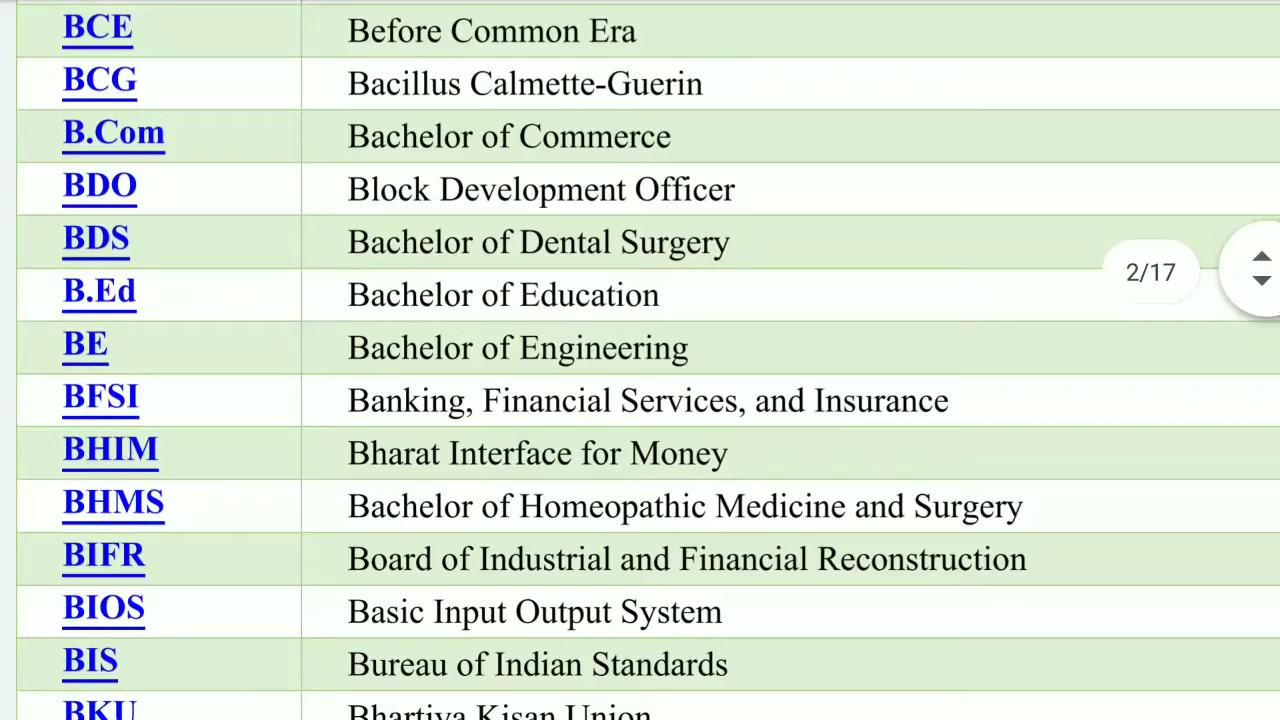 BCE Before Common Era
BCG Bacillus Calmette-Guerin
B.Com Bachelor of Commerce
BDO Block Development Officer
BDS Bachelor of Dental Surgery
2/17
B.Ed Bachelor of Education
BE Bachelor of Engineering
BFSI Banking, Financial Services, and Insurance
BHIM Bharat Interface for Money
BHMS Bachelor of Homeopathic Medicine and Surgery
BIFR Board of Industrial and Financial Reconstruction
BIOS Basic Input Output System
BIS Bureau of Indian Standards
BKU Bhartiya Kisan Union